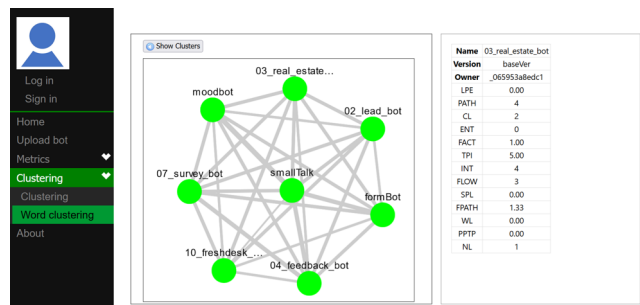 Log in
Sign in
Home
Upload bot
Metrics
Clustering
Clustering
Word clustering
About
Show Clusters
03_real_estate...
moodbot
02_lead_bot
07_survey_bot
smallTalk
formBot
10_freshdesk_...
04_feedback_bot
Name 03_real_estate_bot
Version baseVer
Owner _065953a8edc1
LPE 0.00
PATH 4
CL 2
ENT 0
FACT 1.00
TPI 5.00
INT 4
FLOW 3
SPL 0.00
FPATH 1.33
WL 0.00
PPTP 0.00
NL 1